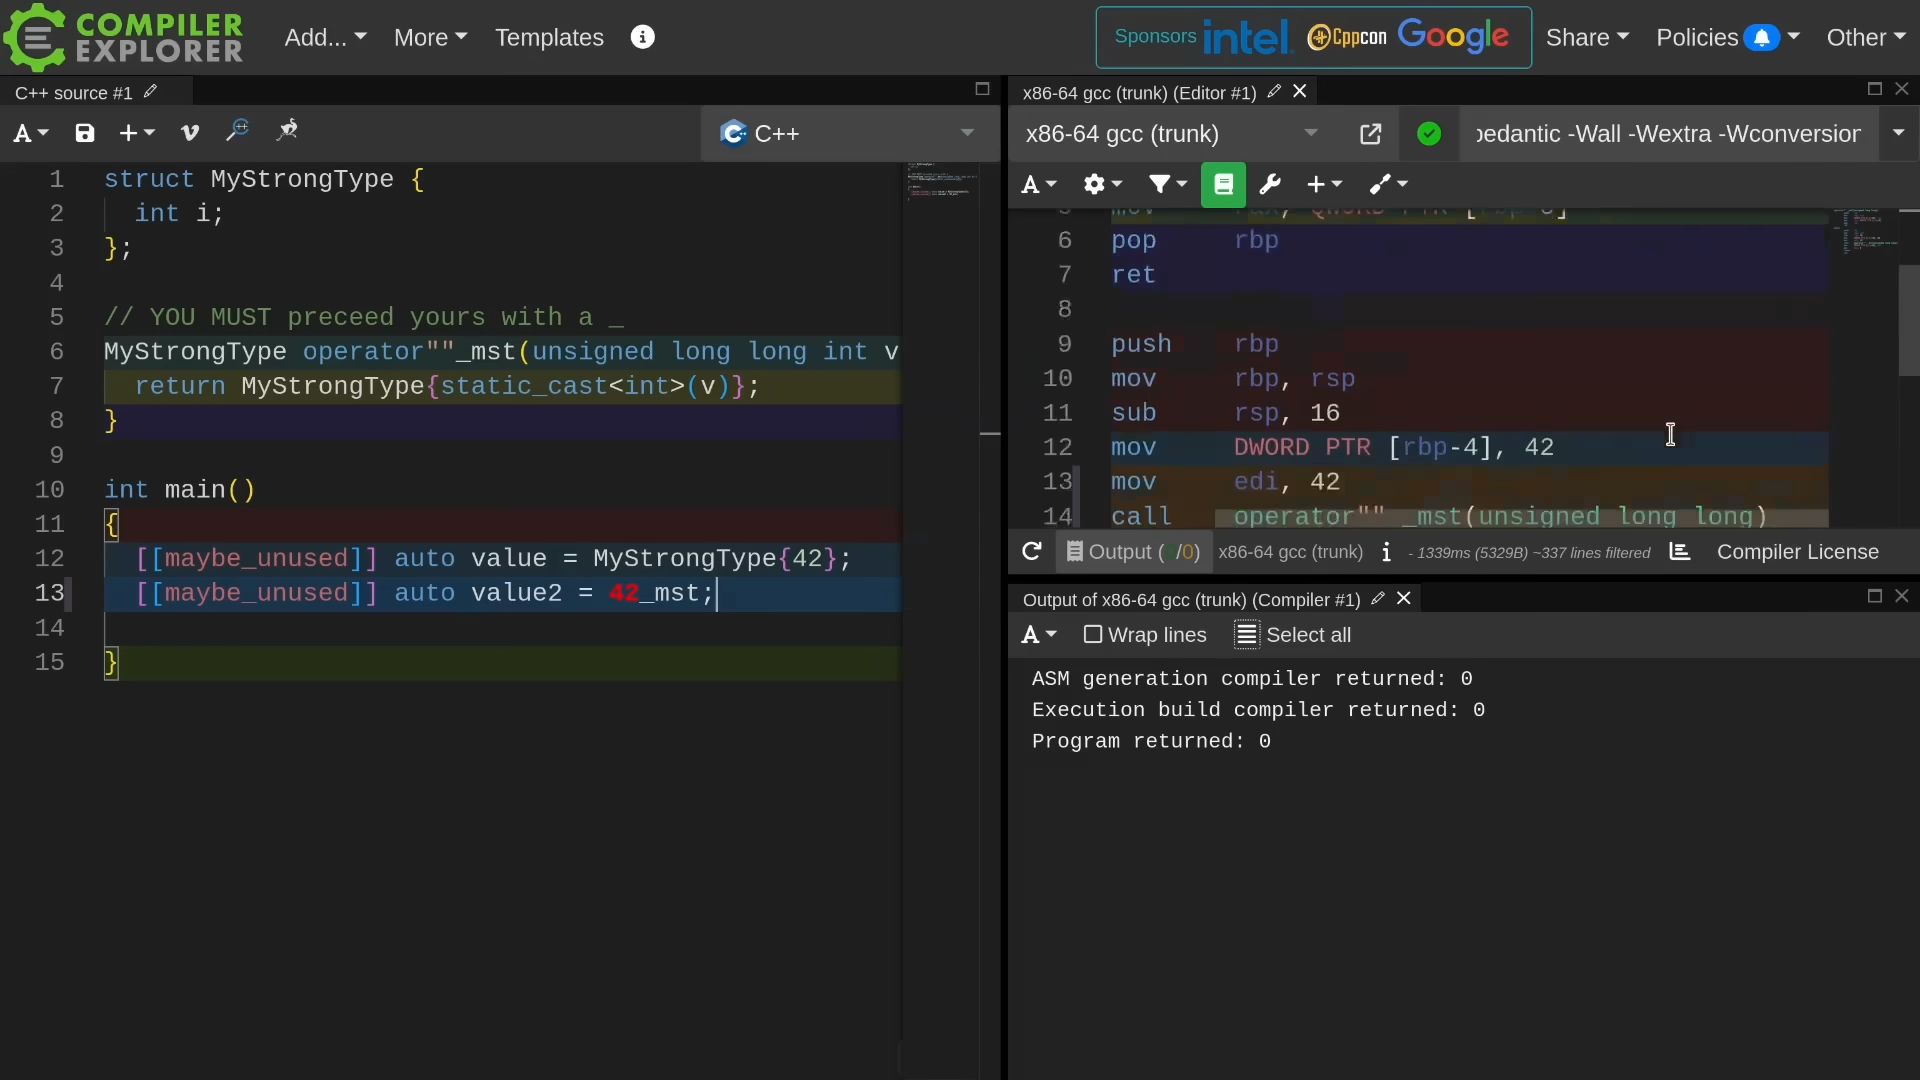 COMPILER
EXPLORER
Add...
More
Templates
Sponsors intel. Cppcon Google
Share
Policies
Other
C++ source #1
A
C++
1 struct MyStrongType {
2 int i;
3 };
4
5 // YOU MUST preceed yours with a _
6 MyStrongType operator""_mst(unsigned long long int v
7 return MyStrongType{static_cast<int>(v)};
8 }
9
10 int main()
11 {
12 [[maybe_unused]] auto value = MyStrongType{42};
13 [[maybe_unused]] auto value2 = 42_mst;
14
15 }
x86-64 gcc (trunk) (Editor #1)
x86-64 gcc (trunk)
-Wall -Wextra -Wconversion
A
6 pop rbp
7 ret
8
9 push rbp
10 mov rbp, rsp
11 sub rsp, 16
12 mov DWORD PTR [rbp-4], 42
13 mov edi, 42
14 call operator"" _mst(unsigned long long)
Output (0/0) x86-64 gcc (trunk) i - 1339ms (5329B) ~337 lines filtered Compiler License
Output of x86-64 gcc (trunk) (Compiler #1)
A Wrap lines Select all
ASM generation compiler returned: 0
Execution build compiler returned: 0
Program returned: 0